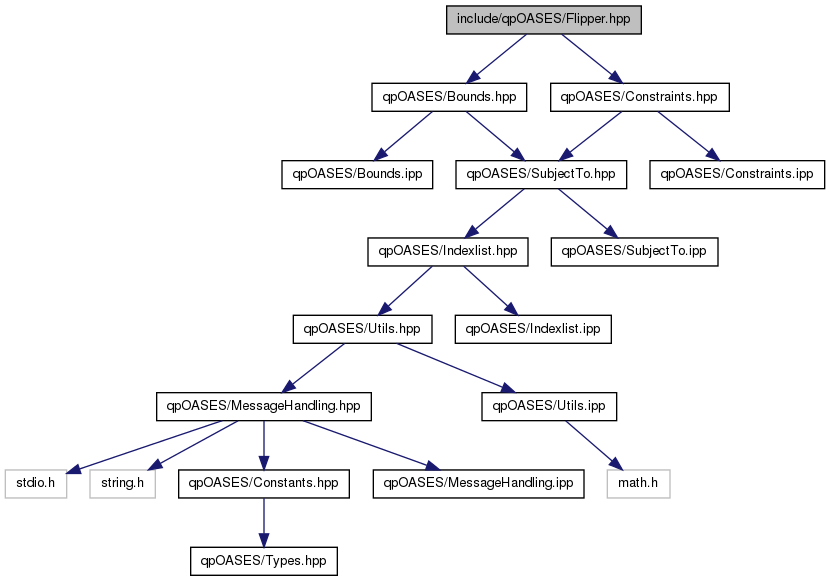 include/qpOASES/Flipper.hpp
qpOASES/Bounds.hpp
qpOASES/Constraints.hpp
qpOASES/Bounds.ipp
qpOASES/SubjectTo.hpp
qpOASES/Constraints.ipp
qpOASES/Indexlist.hpp
qpOASES/SubjectTo.ipp
qpOASES/Utils.hpp
qpOASES/Indexlist.ipp
qpOASES/MessageHandling.hpp
qpOASES/Utils.ipp
stdio.h
string.h
qpOASES/Constants.hpp
qpOASES/MessageHandling.ipp
math.h
qpOASES/Types.hpp